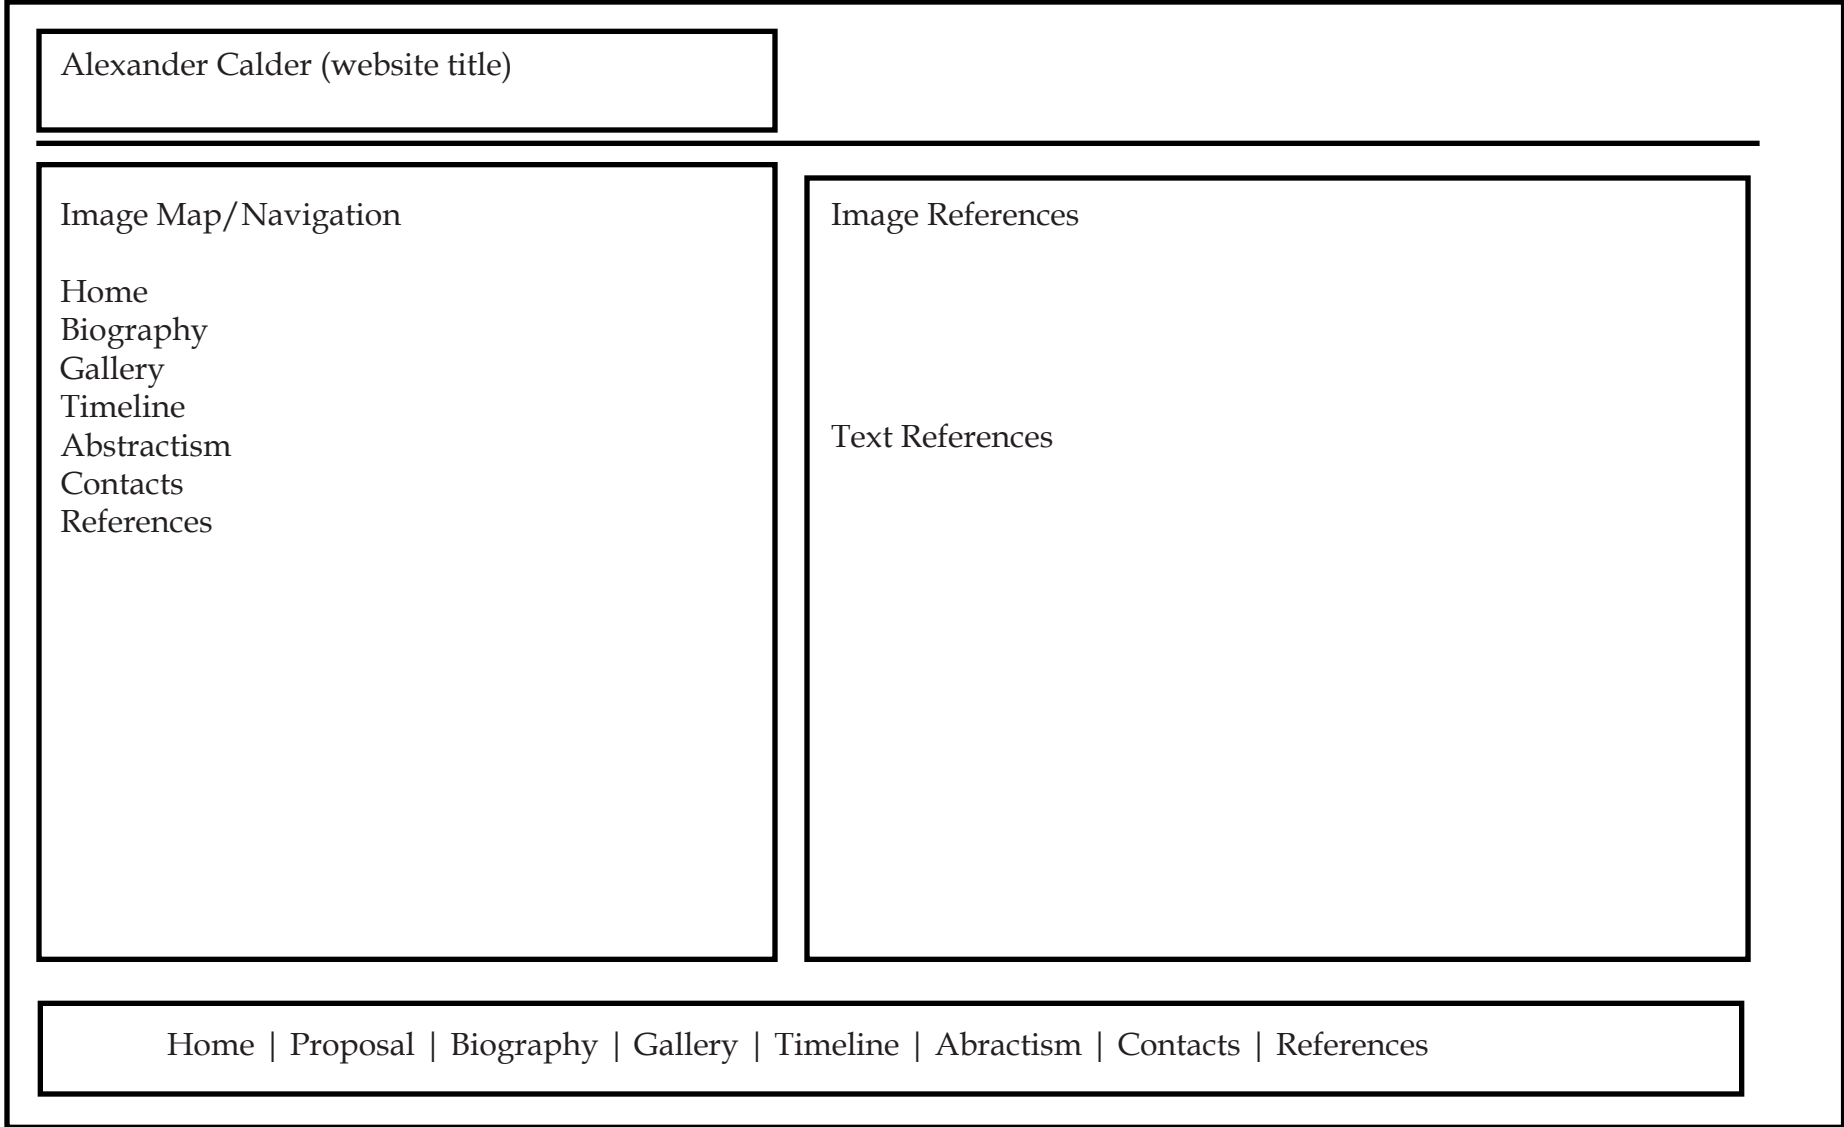 Alexander Calder (website title)
Image Map/Navigation
Home
Biography
Gallery
Timeline
Abstractism
Contacts
References
Image References
Text References
Home | Proposal | Biography | Gallery | Timeline | Abractism | Contacts | References